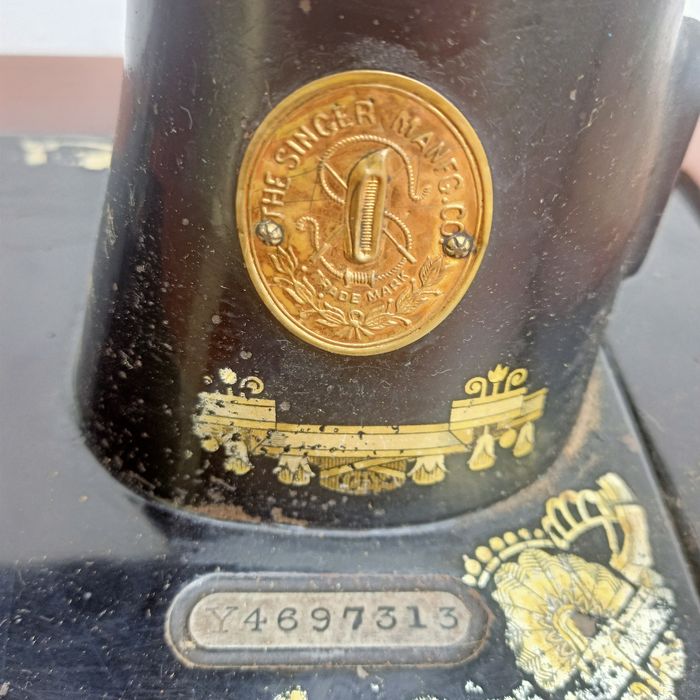 THE SINGER MANFG. CO.
TRADE MARK
Y4697313